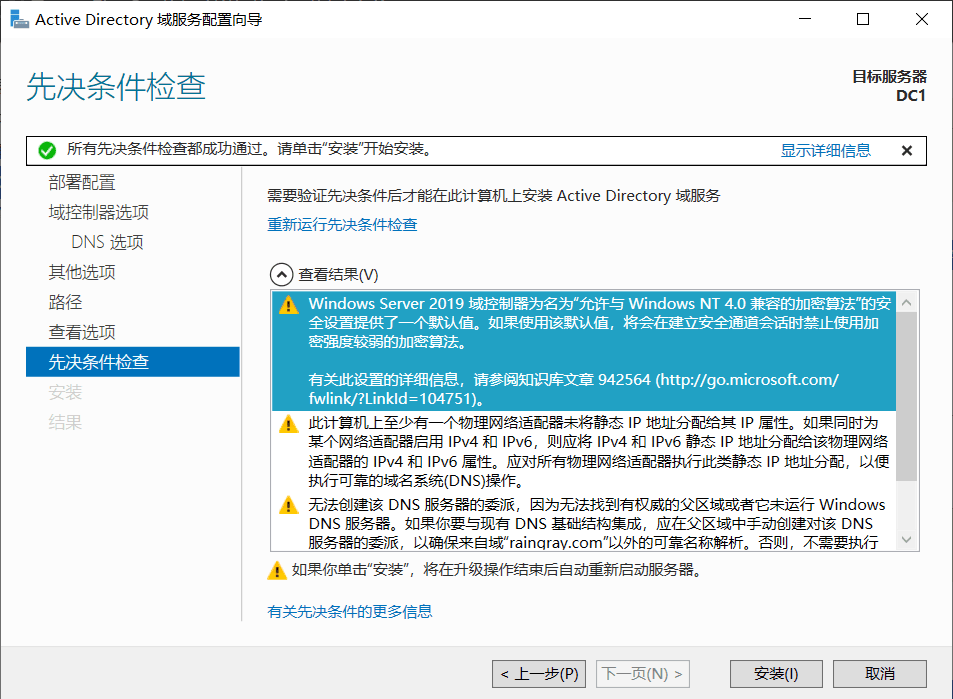 Active Directory 域服务配置向导
先决条件检查
目标服务器
DC1
所有先决条件检查都成功通过。请单击“安装”开始安装。
显示详细信息
部署配置
域控制器选项
DNS 选项
其他选项
路径
查看选项
先决条件检查
安装
结果
需要验证先决条件后才能在此计算机上安装 Active Directory 域服务
重新运行先决条件检查
查看结果(V)
Windows Server 2019 域控制器为名为“允许与 Windows NT 4.0 兼容的加密算法”的安
全设置提供了一个默认值。如果使用该默认值，将会在建立安全通道会话时禁止使用加
密强度较弱的加密算法。
有关此设置的详细信息，请参阅知识库文章 942564 (http://go.microsoft.com/
fwlink/?LinkId=104751)。
此计算机上至少有一个物理网络适配器未将静态 IP 地址分配给其 IP 属性。如果同时为
某个网络适配器启用 IPv4 和 IPv6，则应将 IPv4 和 IPv6 静态 IP 地址分配给该物理网络
适配器的 IPv4 和 IPv6 属性。应对所有物理网络适配器执行此类静态 IP 地址分配，以便
执行可靠的域名系统(DNS)操作。
无法创建该 DNS 服务器的委派，因为无法找到有权威的父区域或者它未运行 Windows
DNS 服务器。如果你要与现有 DNS 基础结构集成，应在父区域中手动创建对该 DNS
服务器的委派，以确保来自域“raingray.com”以外的可靠名称解析。否则，不需要执行
如果你单击“安装”，将在升级操作结束后自动重新启动服务器。
有关先决条件的更多信息
< 上一步(P)
下一页(N) >
安装(I)
取消